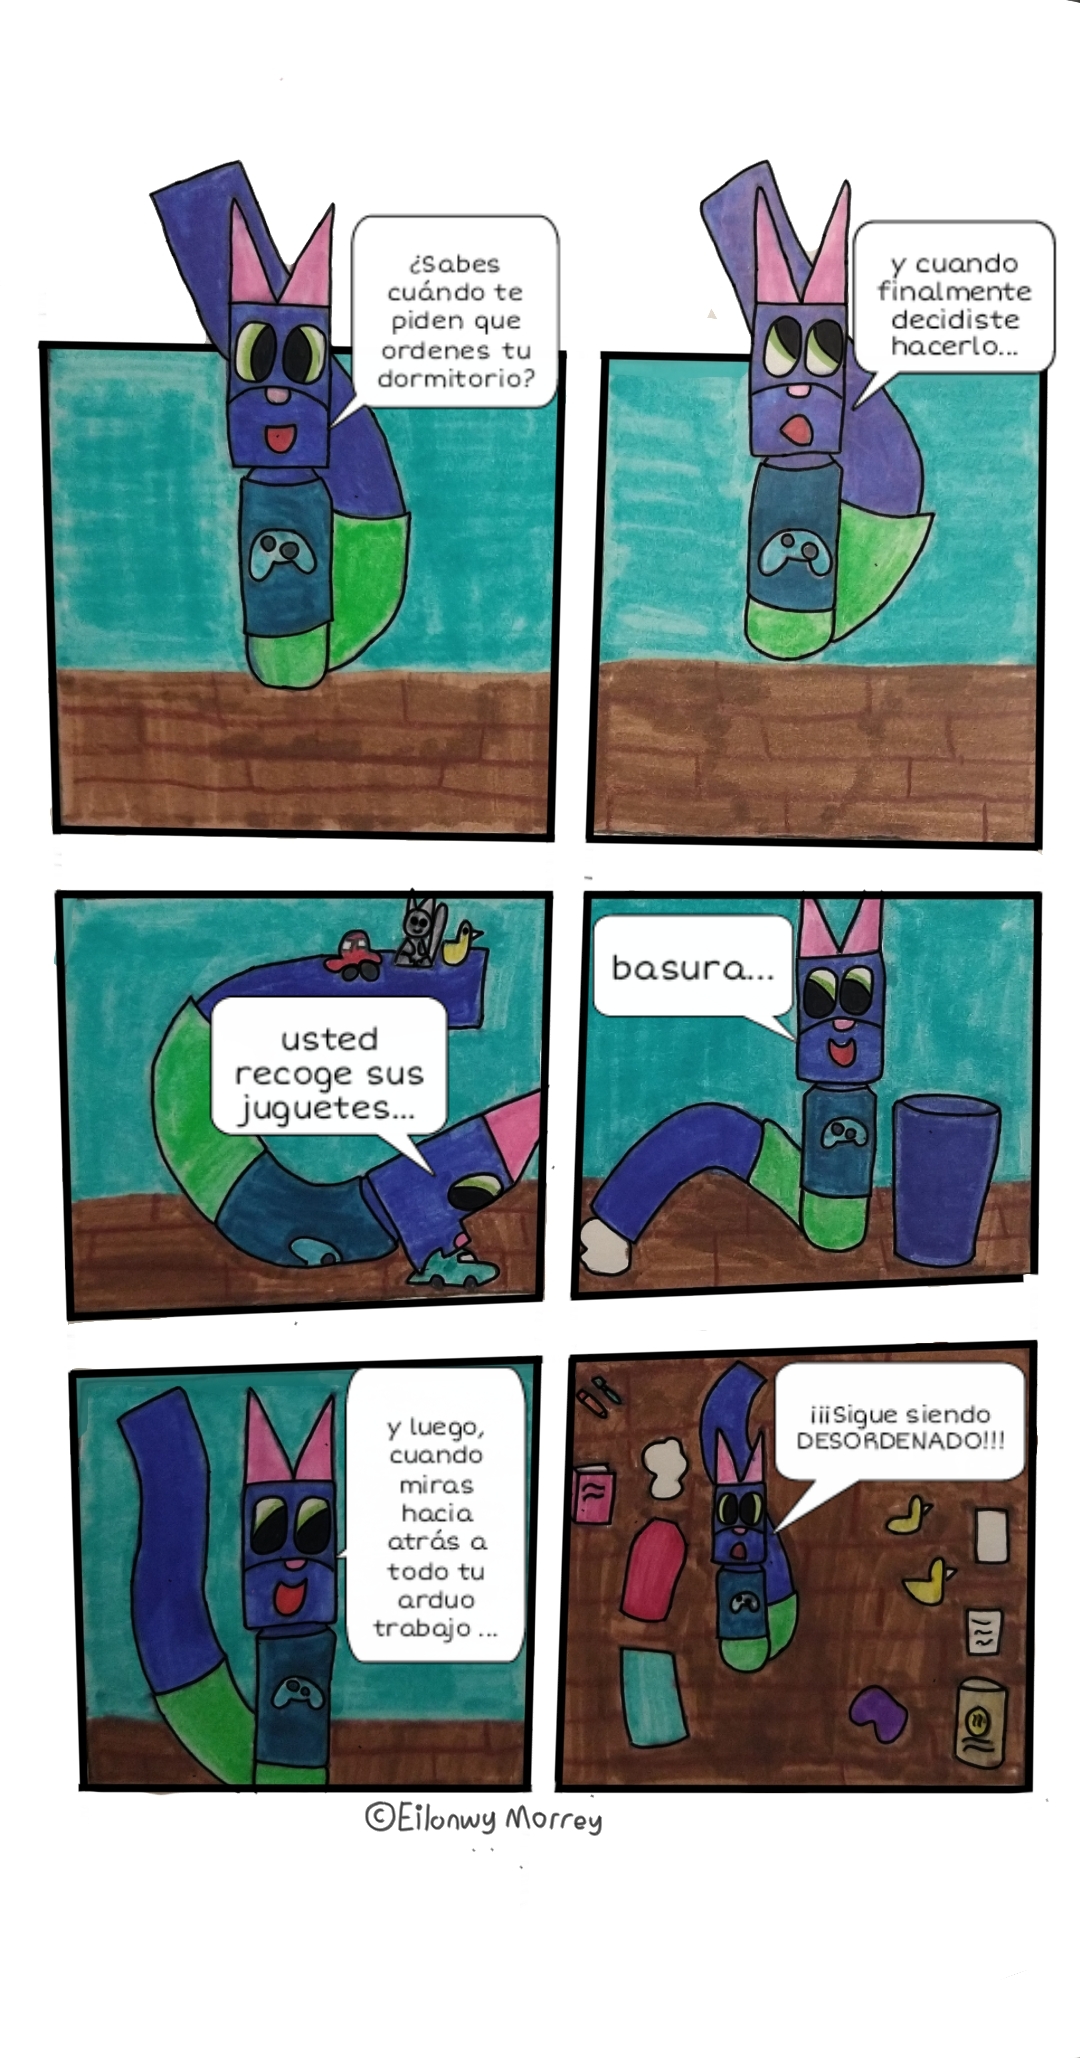 ¿Sabes
cuándo te
piden que
ordenes tu
dormitorio?
y cuando
finalmente
decidiste
hacerlo...
usted
recoge sus
juguetes...
basura...
y luego,
cuando
miras
hacia
atrás a
todo tu
arduo
trabajo ...
¡¡¡Sigue siendo
DESORDENADO!!!
©Eilonwy Morrey